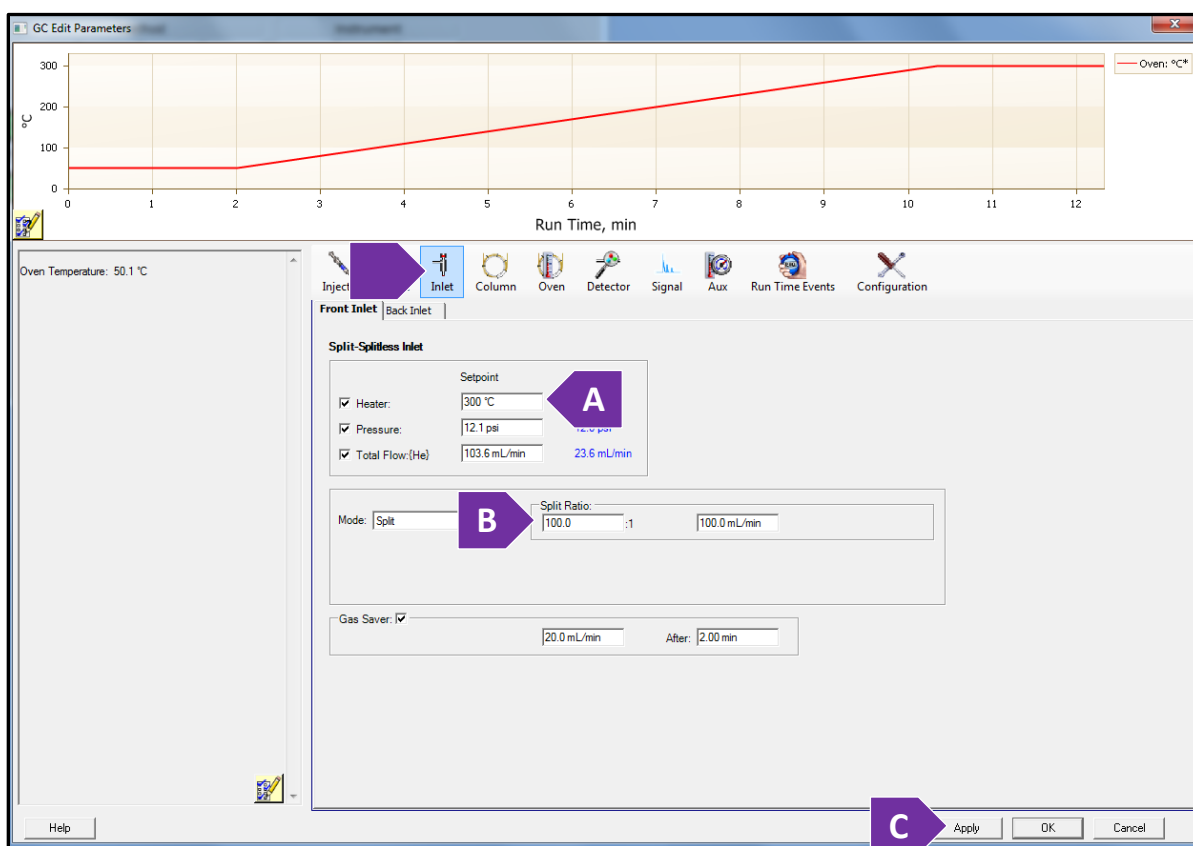 GC Edit Parameters
Oven: °C*
300
200
100
0
°C
0 1 2 3 4 5 6 7 8 9 10 11 12
Run Time, min
Oven Temperature: 50.1 °C
Inlet Column Oven Detector Signal Aux Run Time Events Configuration
Front Inlet Back Inlet
Split-Splitless Inlet
Setpoint
Heater: 300 °C A
Pressure: 12.1 psi
Total Flow:{He} 103.6 mL/min 23.6 mL/min
Split Ratio:
Mode: Split B 100.0 :1 100.0 mL/min
Gas Saver:
20.0 mL/min After: 2.00 min
Help C Apply OK Cancel